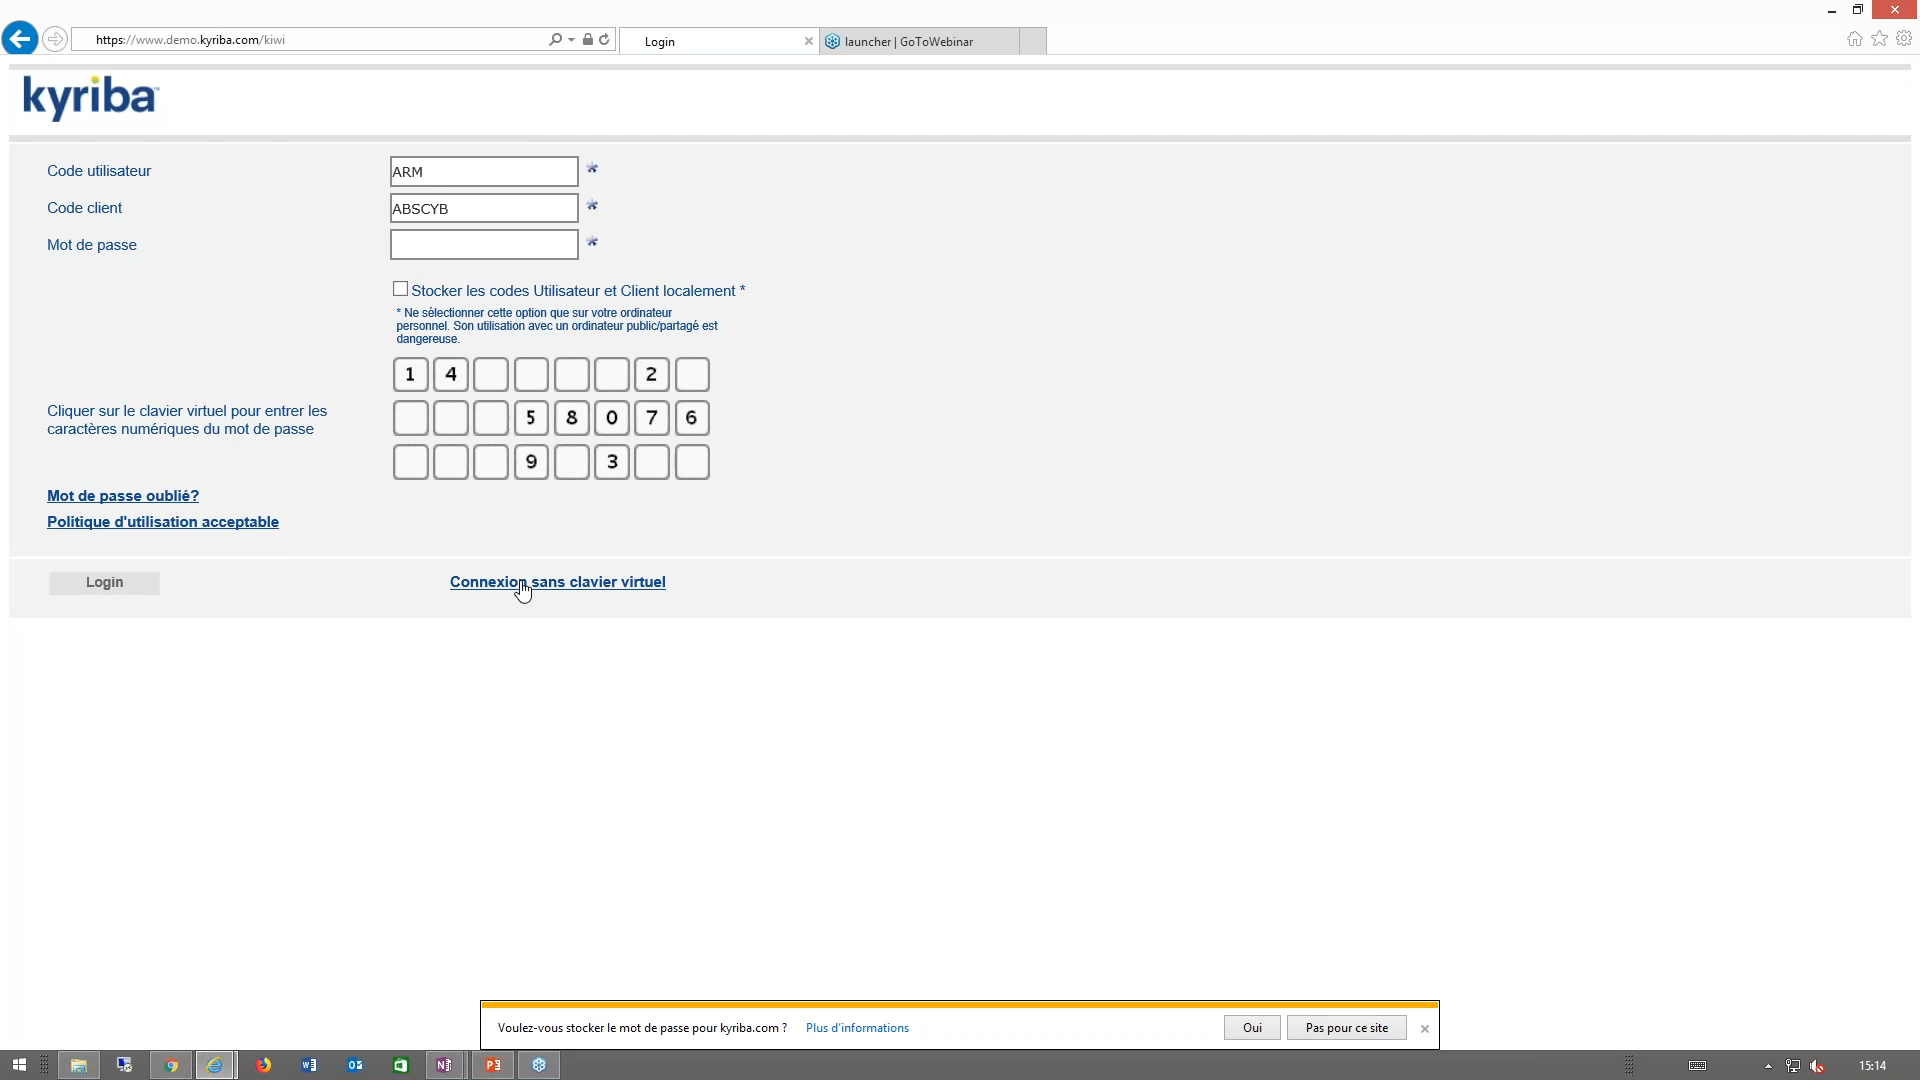 https://www.demo.kyriba.com/kiwi
Login
launcher | GoToWebinar
kyriba
Code utilisateur
ARM
*
Code client
ABSCYB
*
Mot de passe
*
Stocker les codes Utilisateur et Client localement *
* Ne sélectionner cette option que sur votre ordinateur
personnel. Son utilisation avec un ordinateur public/partagé est
dangereuse.
1 4 2
Cliquer sur le clavier virtuel pour entrer les
caractères numériques du mot de passe
5 8 0 7 6
9 3
Mot de passe oublié?
Politique d'utilisation acceptable
Login
Connexion sans clavier virtuel
Voulez-vous stocker le mot de passe pour kyriba.com ?
Plus d'informations
Oui
Pas pour ce site
15:14